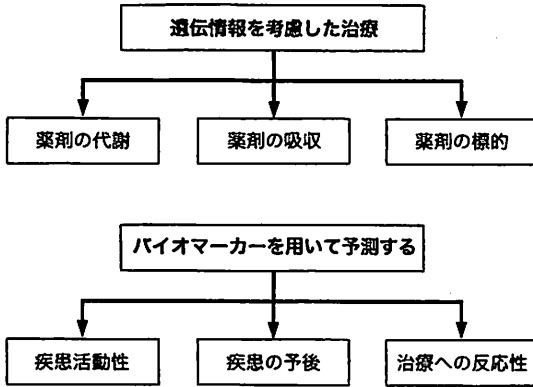 遺伝情報を考慮した治療
薬剤の代謝
薬剤の吸収
薬剤の標的
バイオマーカーを用いて予測する
疾患活動性
疾患の予後
治療への反応性